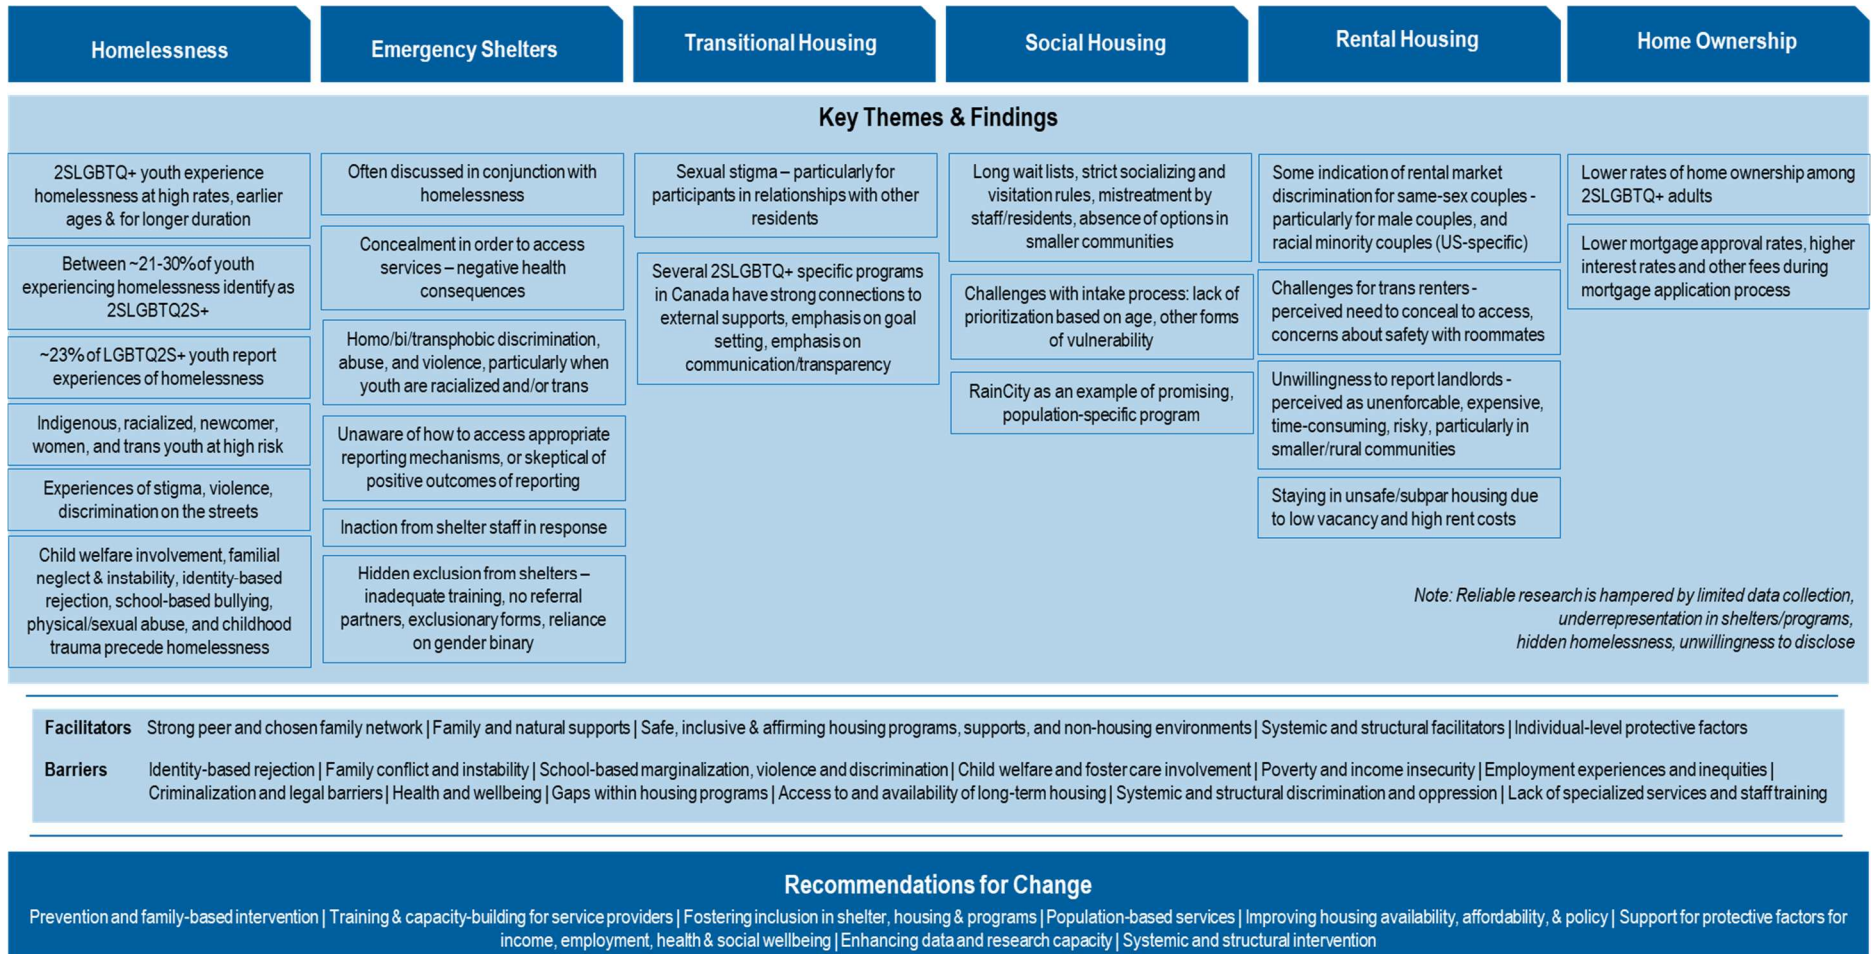 Homelessness
Emergency Shelters
Transitional Housing
Social Housing
Rental Housing
Home Ownership
Key Themes & Findings
2SLGBTQ+ youth experience
homelessness at high rates, earlier
ages & for longer duration
Between ~21-30% of youth
experiencing homelessness identify as
2SLGBTQ2S+
~23% of LGBTQ2S+ youth report
experiences of homelessness
Indigenous, racialized, newcomer,
women, and trans youth at high risk
Experiences of stigma, violence,
discrimination on the streets
Child welfare involvement, familial
neglect & instability, identity-based
rejection, school-based bullying,
physical/sexual abuse, and childhood
trauma precede homelessness
Often discussed in conjunction with
homelessness
Concealment in order to access
services – negative health
consequences
Homo/bi/transphobic discrimination,
abuse, and violence, particularly when
youth are racialized and/or trans
Unaware of how to access appropriate
reporting mechanisms, or skeptical of
positive outcomes of reporting
Inaction from shelter staff in response
Hidden exclusion from shelters –
inadequate training, no referral
partners, exclusionary forms, reliance
on gender binary
Sexual stigma – particularly for
participants in relationships with other
residents
Several 2SLGBTQ+ specific programs
in Canada have strong connections to
external supports, emphasis on goal
setting, emphasis on
communication/transparency
Long wait lists, strict socializing and
visitation rules, mistreatment by
staff/residents, absence of options in
smaller communities
Challenges with intake process: lack of
prioritization based on age, other forms
of vulnerability
RainCity as an example of promising,
population-specific program
Some indication of rental market
discrimination for same-sex couples -
particularly for male couples, and
racial minority couples (US-specific)
Challenges for trans renters -
perceived need to conceal to access,
concerns about safety with roommates
Unwillingness to report landlords -
perceived as unenforcable, expensive,
time-consuming, risky, particularly in
smaller/rural communities
Staying in unsafe/subpar housing due
to low vacancy and high rent costs
Lower rates of home ownership among
2SLGBTQ+ adults
Lower mortgage approval rates, higher
interest rates and other fees during
mortgage application process
Note: Reliable research is hampered by limited data collection,
underrepresentation in shelters/programs,
hidden homelessness, unwillingness to disclose
Facilitators Strong peer and chosen family network | Family and natural supports | Safe, inclusive & affirming housing programs, supports, and non-housing environments | Systemic and structural facilitators | Individual-level protective factors
Barriers Identity-based rejection | Family conflict and instability | School-based marginalization, violence and discrimination | Child welfare and foster care involvement | Poverty and income insecurity | Employment experiences and inequities |
Criminalization and legal barriers | Health and wellbeing | Gaps within housing programs | Access to and availability of long-term housing | Systemic and structural discrimination and oppression | Lack of specialized services and staff training
Recommendations for Change
Prevention and family-based intervention | Training & capacity-building for service providers | Fostering inclusion in shelter, housing & programs | Population-based services | Improving housing availability, affordability, & policy | Support for protective factors for
income, employment, health & social wellbeing | Enhancing data and research capacity | Systemic and structural intervention